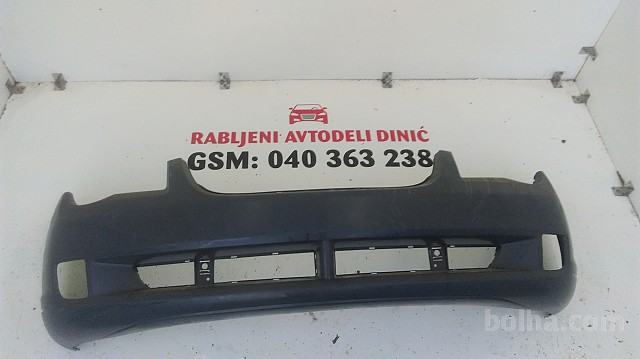 RABLJENI AVTODELI DINIĆ
GSM: 040 363 238
bolha.com